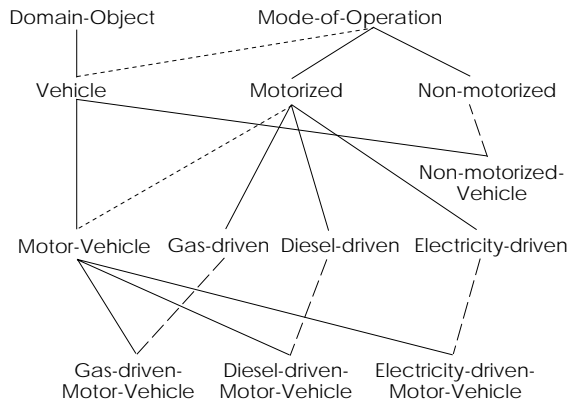 Domain-Object
Mode-of-Operation
Vehicle
Motorized
Non-motorized
Non-motorized-
Vehicle
Motor-Vehicle
Gas-driven
Diesel-driven
Electricity-driven
Gas-driven-
Motor-Vehicle
Diesel-driven-
Motor-Vehicle
Electricity-driven-
Motor-Vehicle